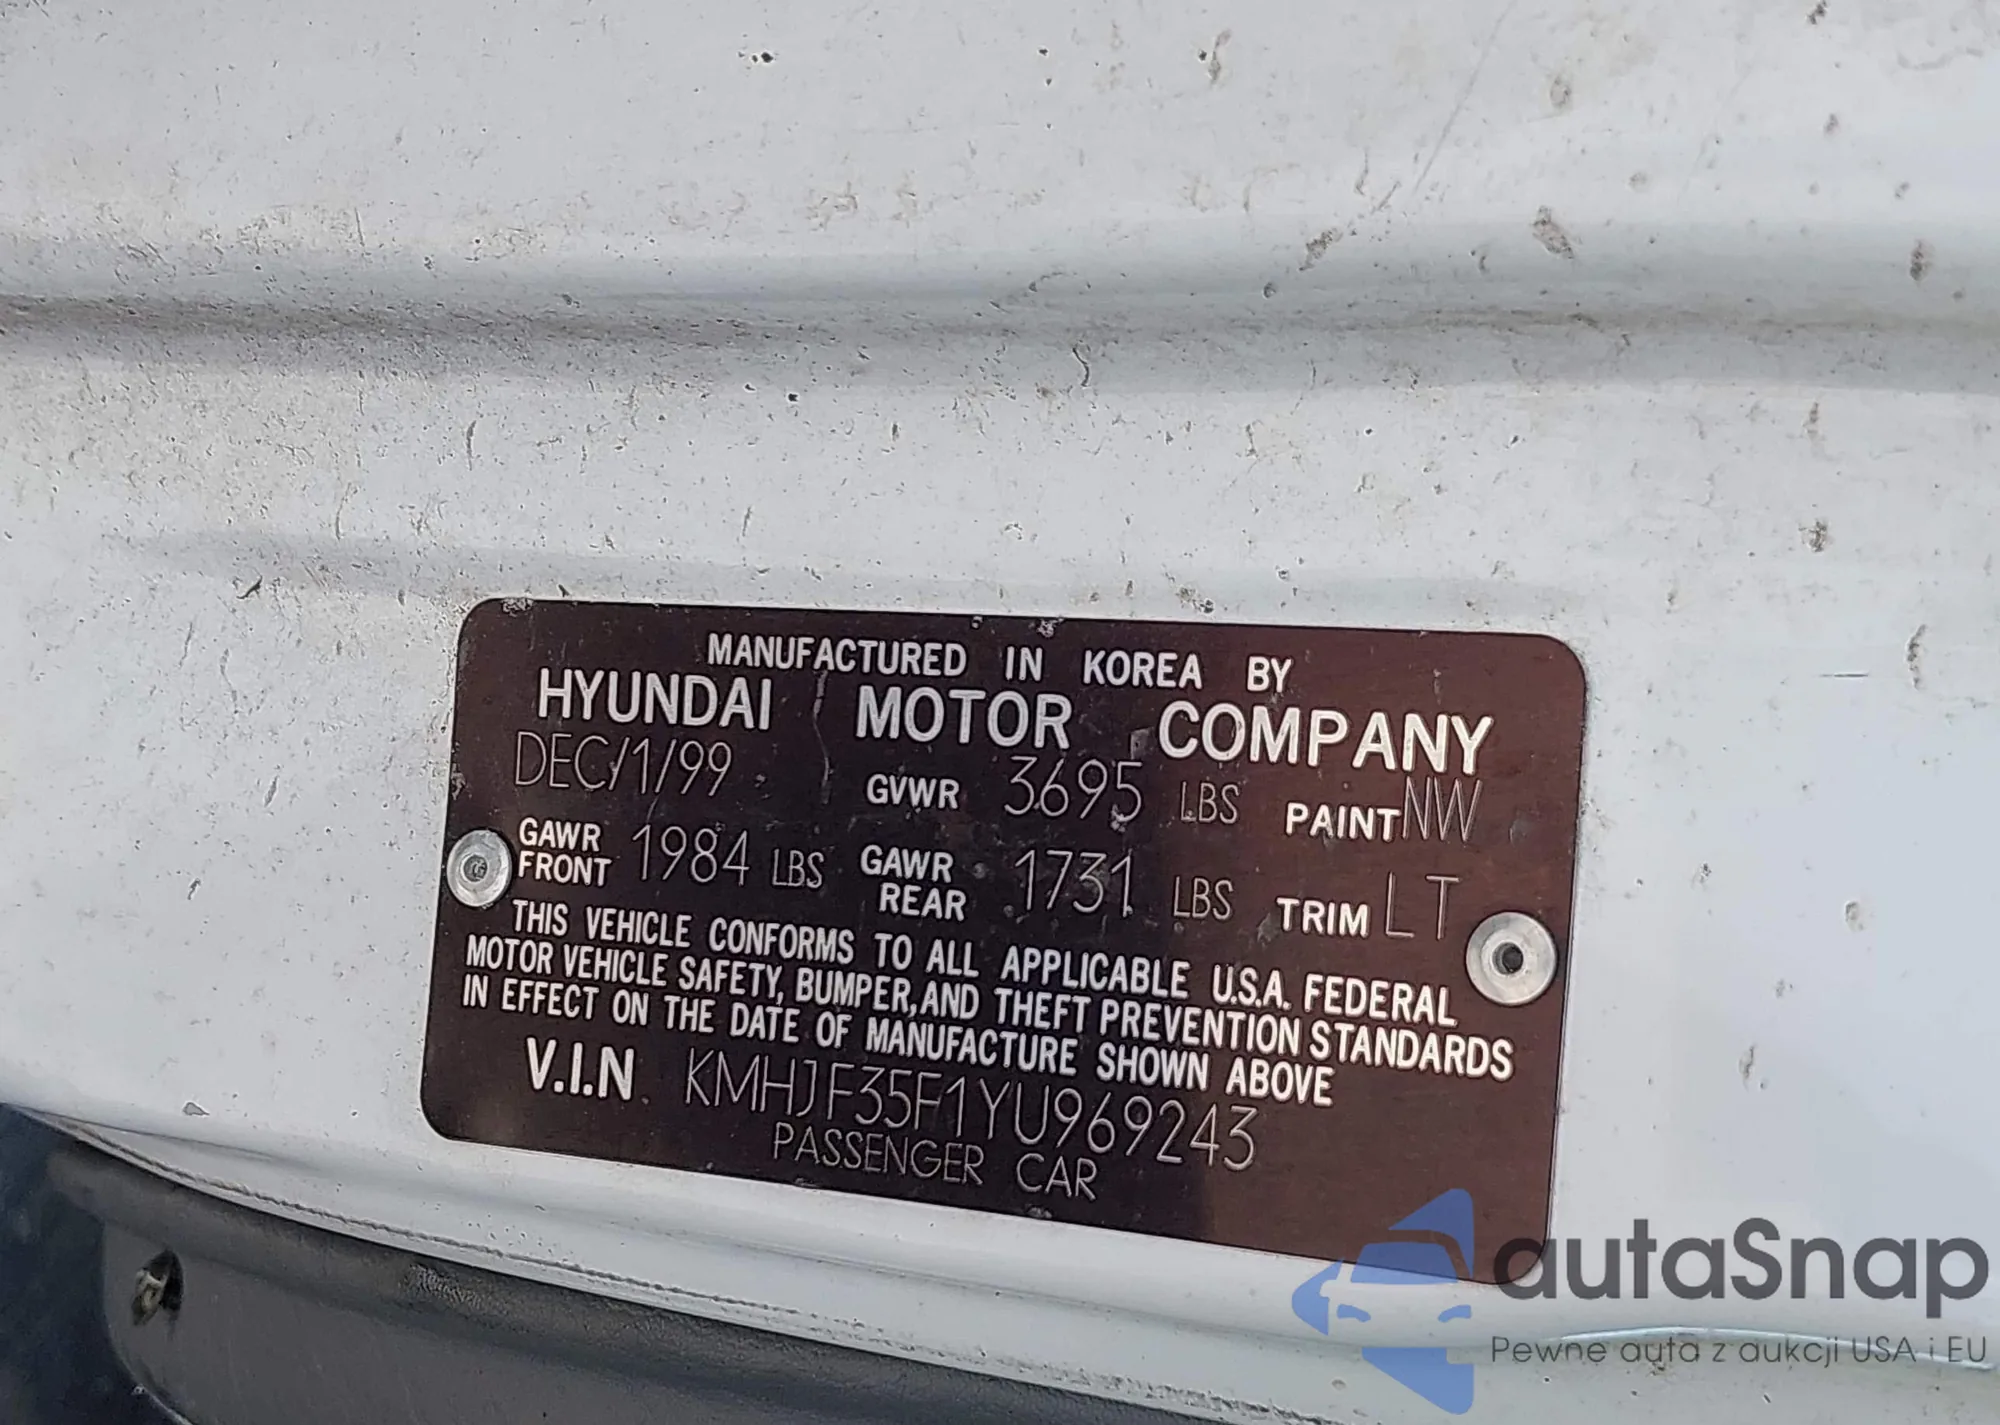 MANUFACTURED IN KOREA BY
HYUNDAI MOTOR COMPANY
DEC/1/99 GVWR 3695 LBS PAINT NW
GAWR FRONT 1984 LBS GAWR REAR 1731 LBS TRIM LT
THIS VEHICLE CONFORMS TO ALL APPLICABLE U.S.A. FEDERAL
MOTOR VEHICLE SAFETY, BUMPER, AND THEFT PREVENTION STANDARDS
IN EFFECT ON THE DATE OF MANUFACTURE SHOWN ABOVE
V.I.N. KMHJF35F1YU969243
PASSENGER CAR
autaSnap
Pewne auta z aukcji USA i EU